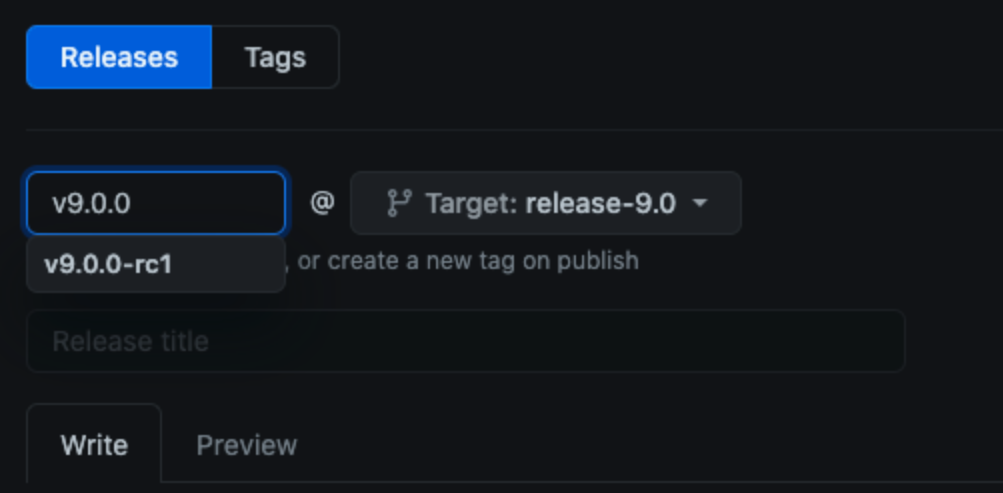 Releases Tags
v9.0.0 @ Target: release-9.0
v9.0.0-rc1 , or create a new tag on publish
Release title
Write Preview